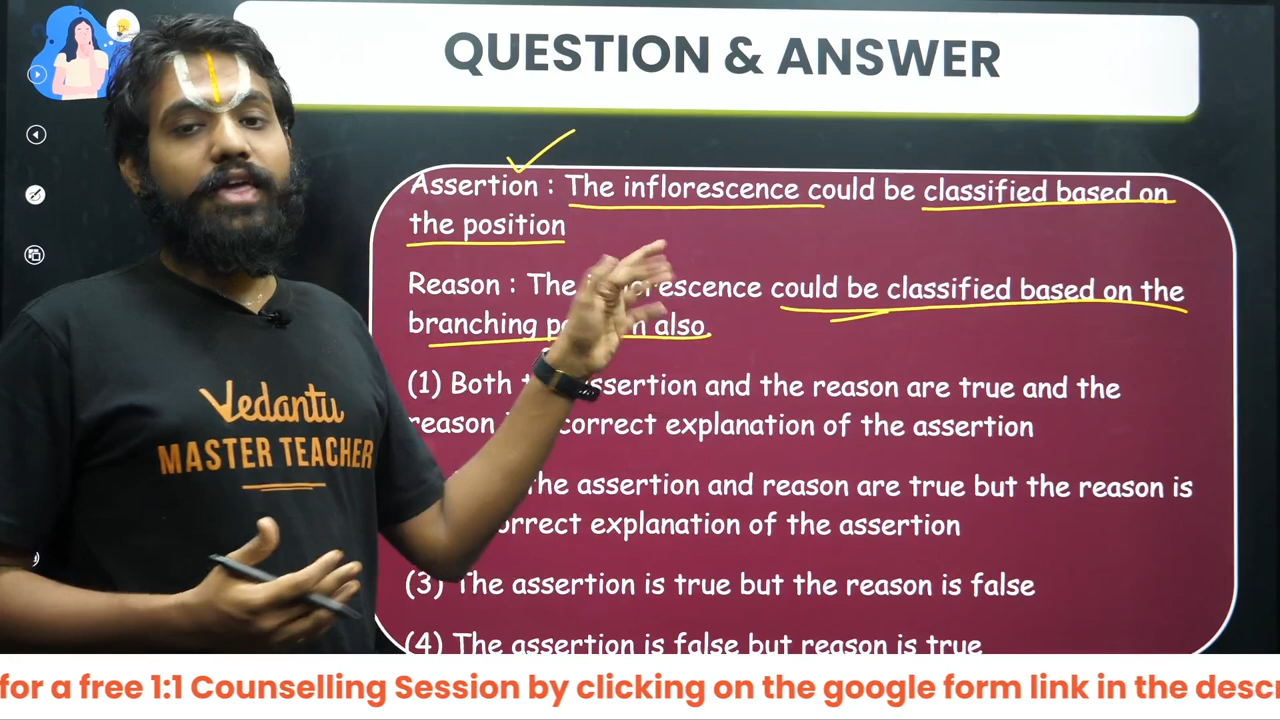 QUESTION & ANSWER
Assertion : The inflorescence could be classified based on
the position
Reason : The escence could be classified based on the
branching also
(1) Both ssertion and the reason are true and the
reason correct explanation of the assertion
the assertion and reason are true but the reason is
orrect explanation of the assertion
(3) The assertion is true but the reason is false
(4) The assertion is false but reason is true
Vedantu
MASTER TEACHER
for a free 1:1 Counselling Session by clicking on the google form link in the descr